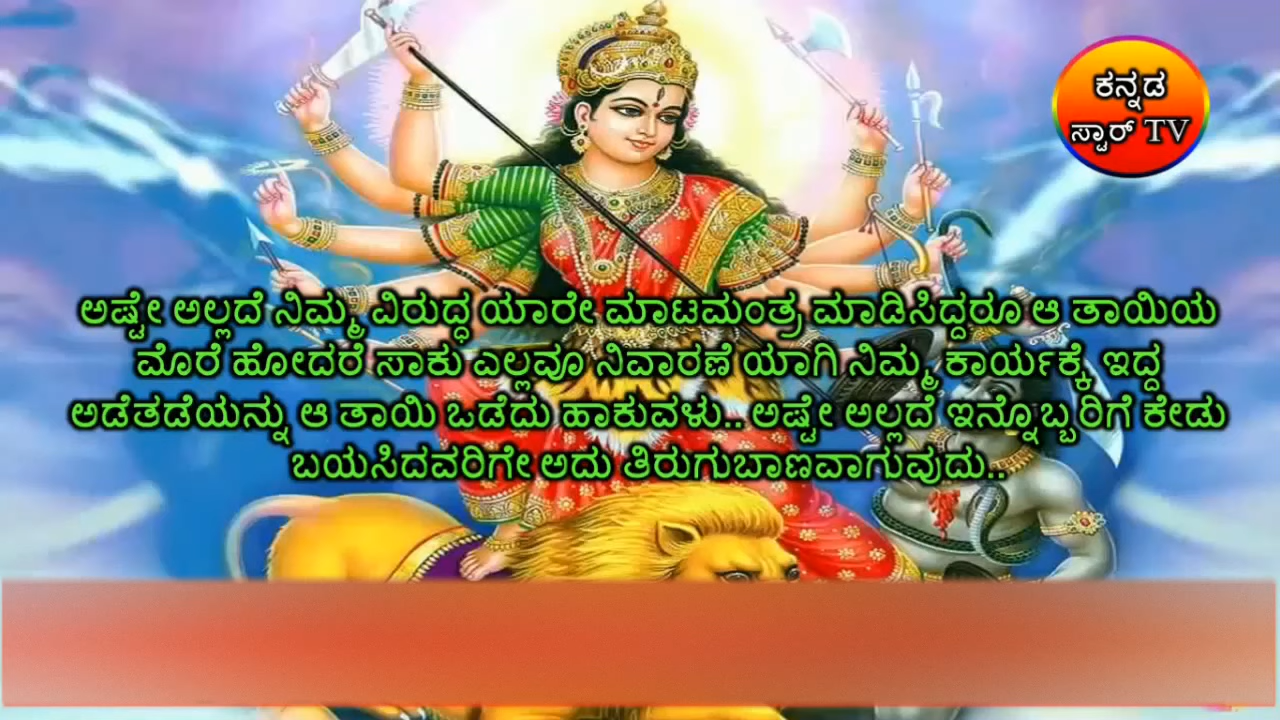 ಕನ್ನಡ
ಸ್ಟಾರ್ TV
ಅಷ್ಟೇ ಅಲ್ಲದೆ ನಿಮ್ಮ ವಿರುದ್ಧ ಯಾರೇ ಮಾಟಮಂತ್ರ ಮಾಡಿಸಿದ್ದರೂ ಆ ತಾಯಿಯ
ಮೊರೆ ಹೋದರೆ ಸಾಕು ಎಲ್ಲವೂ ನಿವಾರಣೆ ಯಾಗಿ ನಿಮ್ಮ ಕಾರ್ಯಕ್ಕೆ ಇದ್ದ
ಅಡೆತಡೆಯನ್ನು ಆ ತಾಯಿ ಒಡೆದು ಹಾಕುವಳು.. ಅಷ್ಟೇ ಅಲ್ಲದೆ ಇನ್ನೊಬ್ಬರಿಗೆ ಕೇಡು
ಬಯಸಿದವರಿಗೇ ಅದು ತಿರುಗುಬಾಣವಾಗುವುದು..